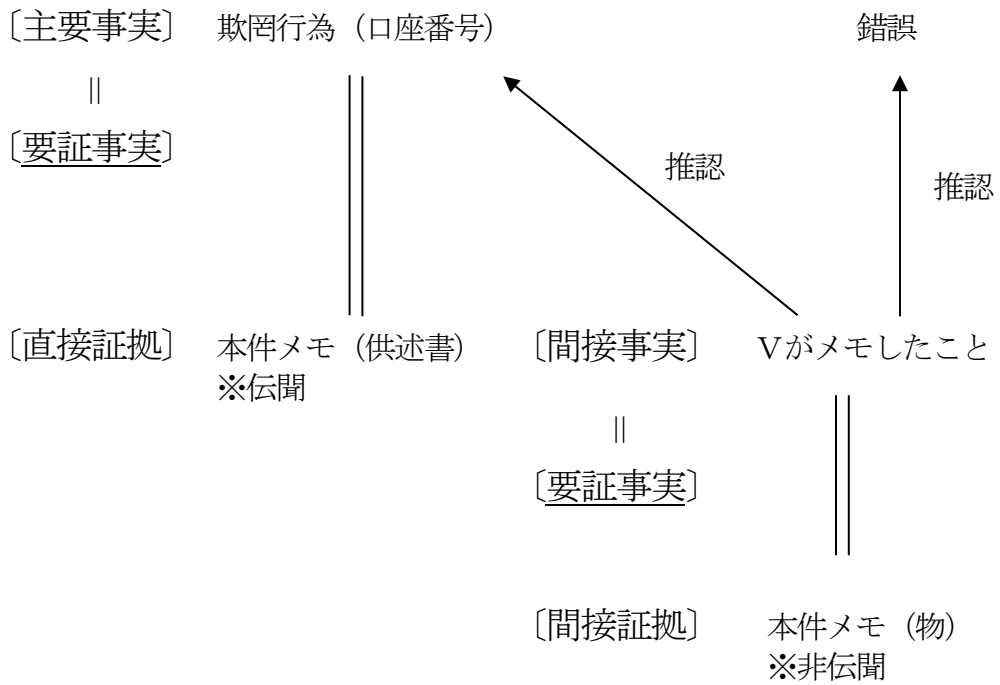 〔主要事実〕 欺罔行為（口座番号） 錯誤
||
〔要証事実〕
推認
推認
〔直接証拠〕 本件メモ（供述書） 〔間接事実〕 Ｖがメモしたこと
※伝聞
||
〔要証事実〕
〔間接証拠〕 本件メモ（物）
※非伝聞